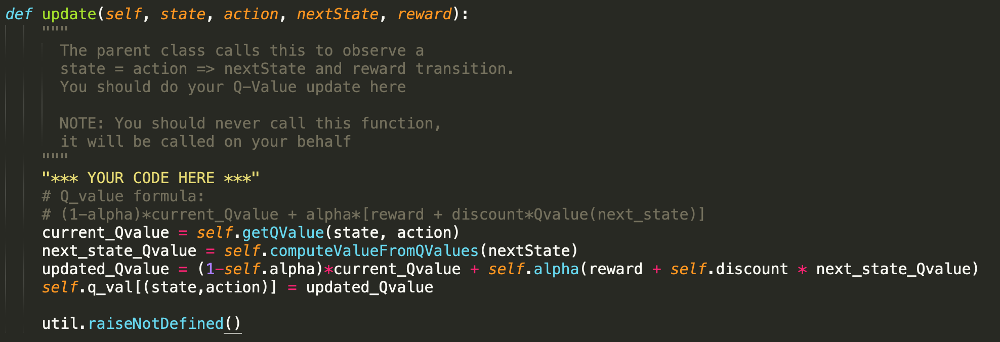 def update(self, state, action, nextState, reward):
"""
The parent class calls this to observe a
state = action => nextState and reward transition.
You should do your Q-Value update here
NOTE: You should never call this function,
it will be called on your behalf
"""
"*** YOUR CODE HERE ***"
# Q_value formula:
# (1-alpha)*current_Qvalue + alpha*[reward + discount*Qvalue(next_state)]
current_Qvalue = self.getQValue(state, action)
next_state_Qvalue = self.computeValueFromQValues(nextState)
updated_Qvalue = (1-self.alpha)*current_Qvalue + self.alpha(reward + self.discount * next_state_Qvalue)
self.q_val[(state,action)] = updated_Qvalue
util.raiseNotDefined()